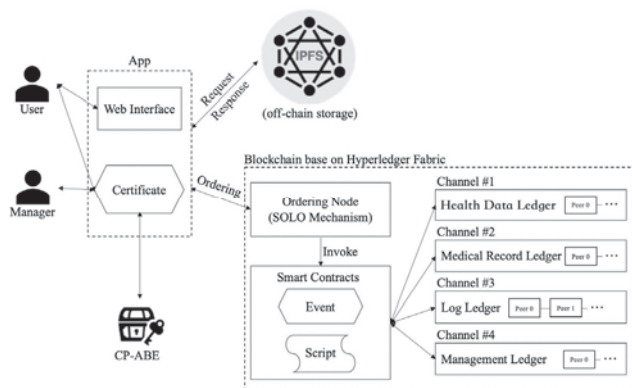 App
IPFS
User
Web Interface
Request
Response
(off-chain storage)
Blockchain base on Hyperledger Fabric
Manager
Certificate
Ordering
Ordering Node
(SOLO Mechanism)
Invoke
Smart Contracts
Event
Script
CP-ABE
Channel #1
Health Data Ledger Peer 0 ···
Channel #2
Medical Record Ledger Peer 0 ···
Channel #3
Log Ledger Peer 0 Peer 1 ···
Channel #4
Management Ledger Peer 0 ···